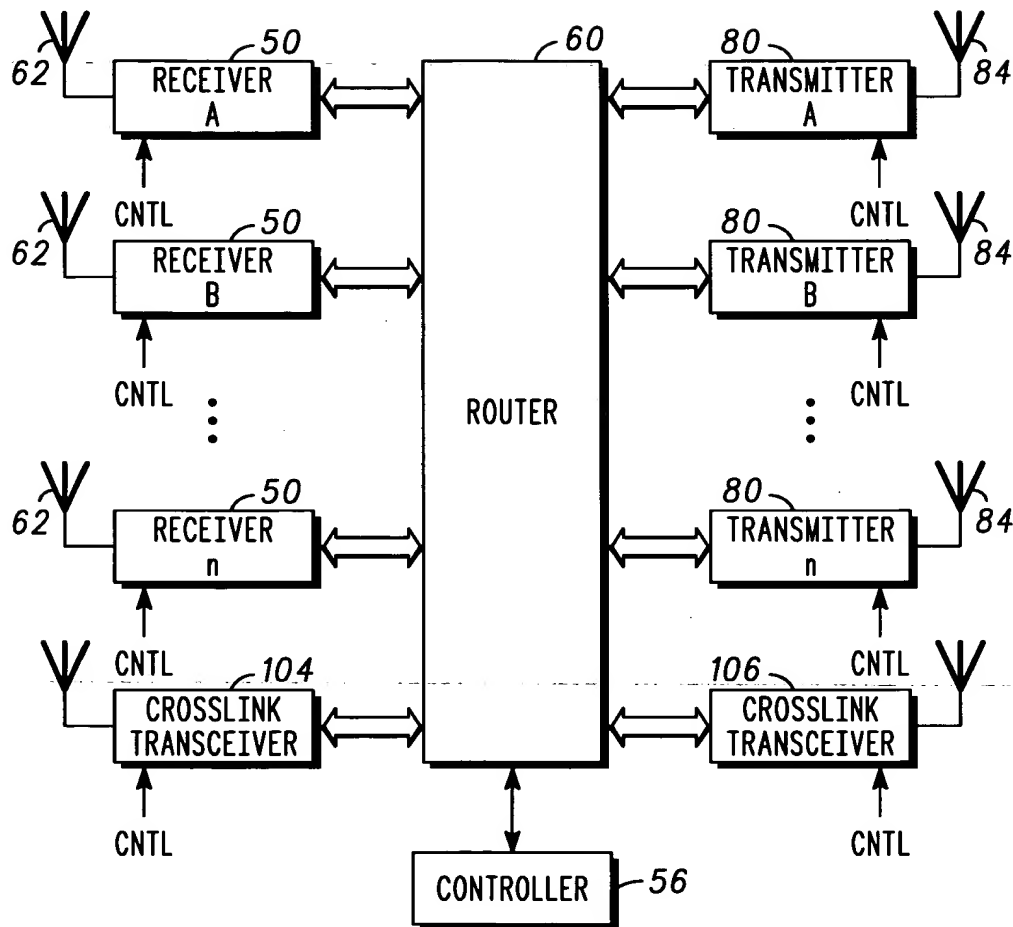 50 60 80
62 RECEIVER A TRANSMITTER A 84
CNTL CNTL
50 80
62 RECEIVER B TRANSMITTER B 84
CNTL CNTL
ROUTER
50 80
62 RECEIVER n TRANSMITTER n 84
CNTL CNTL
104 106
CROSSLINK TRANSCEIVER CROSSLINK TRANSCEIVER
CNTL CNTL
CONTROLLER 56